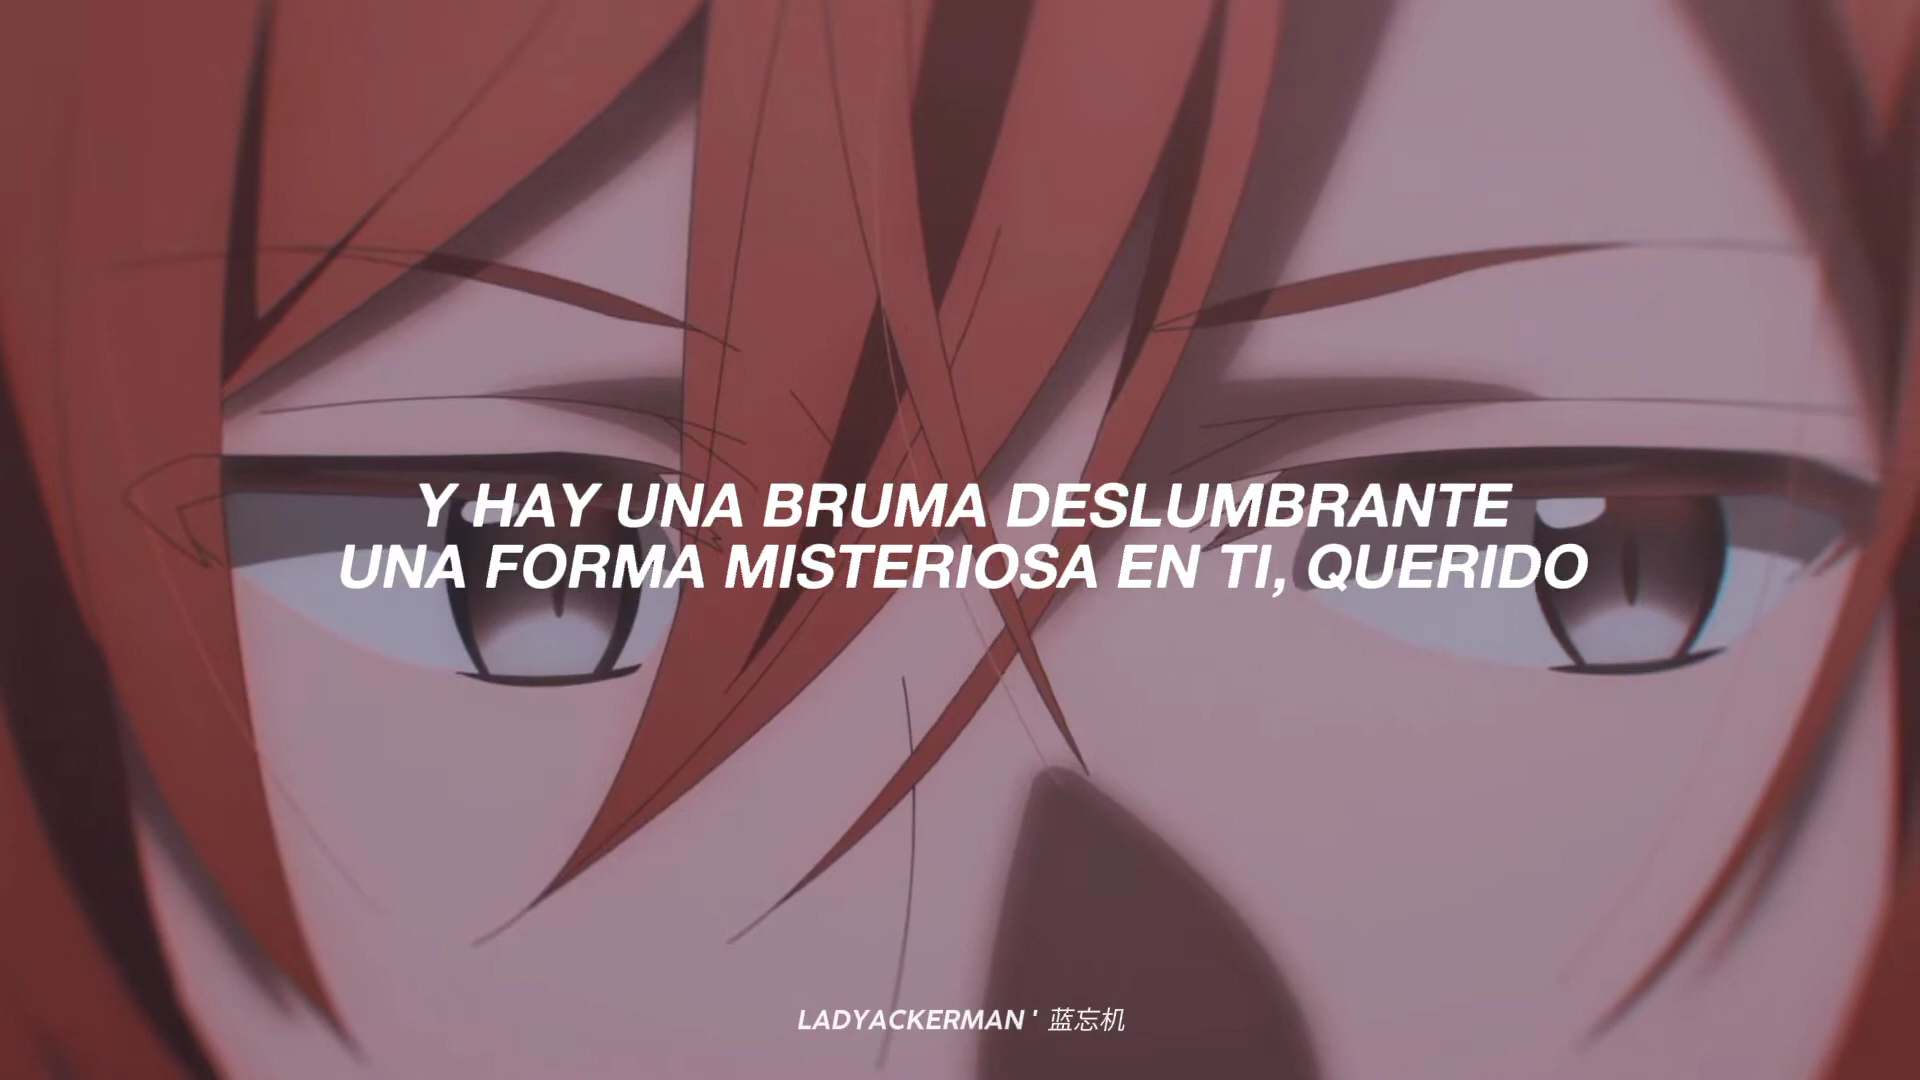 Y HAY UNA BRUMA DESLUMBRANTE
UNA FORMA MISTERIOSA EN TI, QUERIDO
LADYACKERMAN ' 蓝忘机